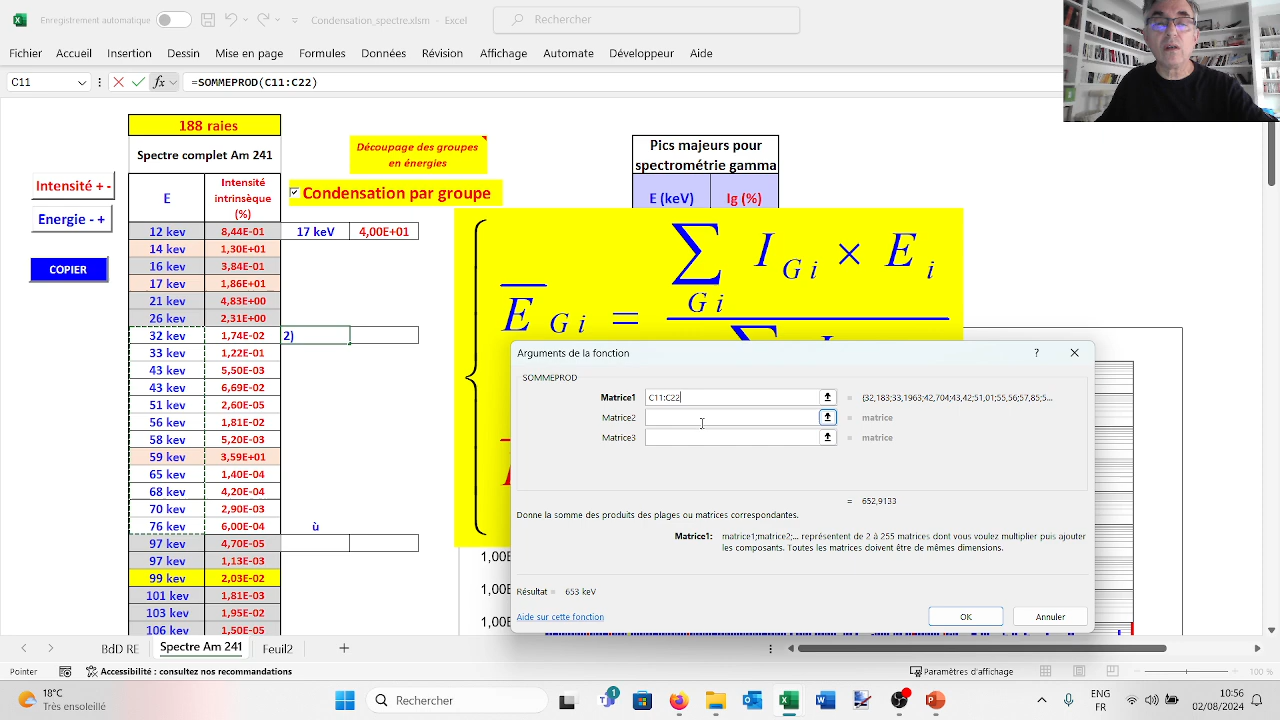 Enregistrement automatique
Condensation_spectre.xlsm - Excel
Rechercher
Fichier Accueil Insertion Dessin Mise en page Formules Données Révision Affichage Automate Développeur Aide
C11 fx =SOMMEPROD(C11:C22)
188 raies
Spectre complet Am 241
E
Intensité
intrinsèque
(%)
Intensité + -
Energie - +
COPIER
Découpage des groupes
en énergies
Condensation par groupe
Pics majeurs pour
spectrométrie gamma
E (keV) Ig (%)
12 kev 8,44E-01 17 keV 4,00E+01
14 kev 1,30E+01
16 kev 3,84E-01
17 kev 1,86E+01
21 kev 4,83E+00
26 kev 2,31E+00
32 kev 1,74E-02 2)
33 kev 1,22E-01
43 kev 5,50E-03
43 kev 6,69E-02
51 kev 2,60E-05
56 kev 1,81E-02
58 kev 5,20E-03
59 kev 3,59E+01
65 kev 1,40E-04
68 kev 4,20E-04
70 kev 2,90E-03
76 kev 6,00E-04 ù
97 kev 4,70E-05
97 kev 1,13E-03
99 kev 2,03E-02
101 kev 1,81E-03
103 kev 1,95E-02
106 kev 1,50E-05
∑ I G i × E i
G i
E G i =
∑
Arguments de la fonction
? ×
SOMMEPROD
Matrice1 C11:C22 = {32,183;33,1963;42,704;43,42;51,01;55,56;57,85;5...
Matrice2 = matrice
Matrice3 = matrice
= 652,9133
Donne la somme des produits des plages ou matrices correspondantes.
Matrice1: matrice1;matrice2;... représentent de 2 à 255 matrices dont vous voulez multiplier puis ajouter
les composants. Toutes les matrices doivent être de mêmes dimensions.
Résultat = 653 keV
Aide sur cette fonction
OK Annuler
1,00E
1,00
1,00
BdD RE Spectre Am 241 Feuil2 +
Pointer Accessibilité : consultez nos recommandations Paramètres d'affichage 100 %
18°C
Très ensoleillé
Rechercher
1
ENG
FR
10:56
02/08/2024